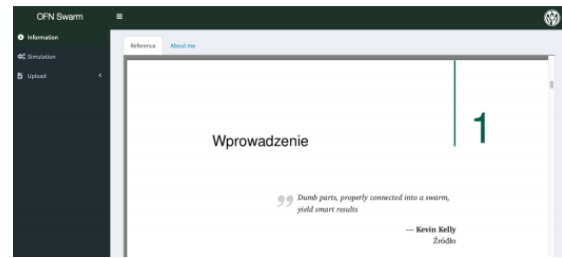 OFN Swarm
Information
Simulation
Upload
Reference About me
1
Wprowadzenie
Dumb parts, properly connected into a swarm,
yield smart results
— Kevin Kelly
Źródło